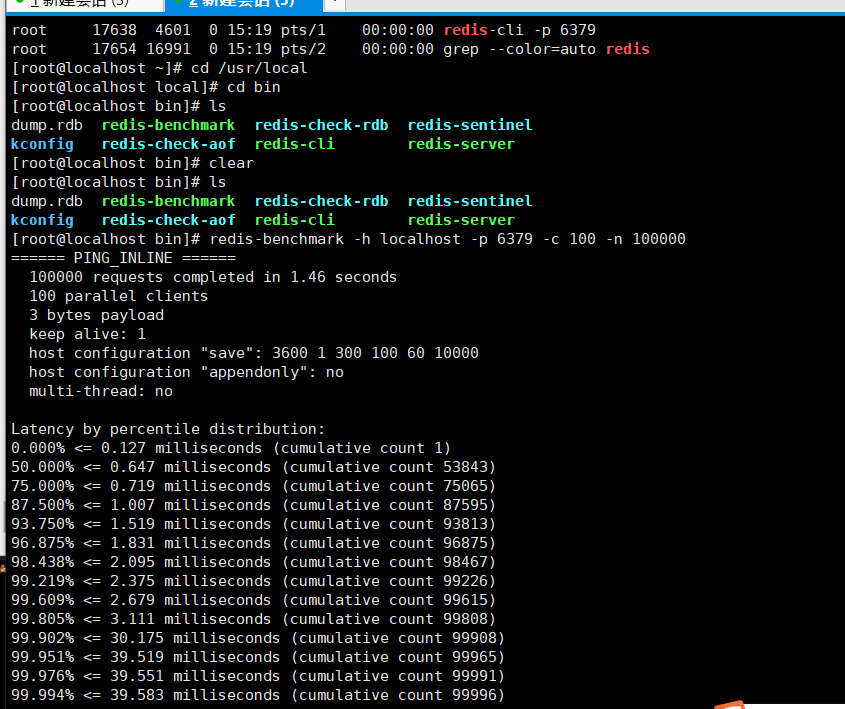 1 新建会话 (3)
2 新建会话 (3)
root     17638  4601  0 15:19 pts/1    00:00:00 redis-cli -p 6379
root     17654 16991  0 15:19 pts/2    00:00:00 grep --color=auto redis
[root@localhost ~]# cd /usr/local
[root@localhost local]# cd bin
[root@localhost bin]# ls
dump.rdb  redis-benchmark  redis-check-rdb  redis-sentinel
kconfig   redis-check-aof  redis-cli        redis-server
[root@localhost bin]# clear
[root@localhost bin]# ls
dump.rdb  redis-benchmark  redis-check-rdb  redis-sentinel
kconfig   redis-check-aof  redis-cli        redis-server
[root@localhost bin]# redis-benchmark -h localhost -p 6379 -c 100 -n 100000
====== PING_INLINE ======
  100000 requests completed in 1.46 seconds
  100 parallel clients
  3 bytes payload
  keep alive: 1
  host configuration "save": 3600 1 300 100 60 10000
  host configuration "appendonly": no
  multi-thread: no

Latency by percentile distribution:
0.000% <= 0.127 milliseconds (cumulative count 1)
50.000% <= 0.647 milliseconds (cumulative count 53843)
75.000% <= 0.719 milliseconds (cumulative count 75065)
87.500% <= 1.007 milliseconds (cumulative count 87595)
93.750% <= 1.519 milliseconds (cumulative count 93813)
96.875% <= 1.831 milliseconds (cumulative count 96875)
98.438% <= 2.095 milliseconds (cumulative count 98467)
99.219% <= 2.375 milliseconds (cumulative count 99226)
99.609% <= 2.679 milliseconds (cumulative count 99615)
99.805% <= 3.111 milliseconds (cumulative count 99808)
99.902% <= 30.175 milliseconds (cumulative count 99908)
99.951% <= 39.519 milliseconds (cumulative count 99965)
99.976% <= 39.551 milliseconds (cumulative count 99991)
99.994% <= 39.583 milliseconds (cumulative count 99996)